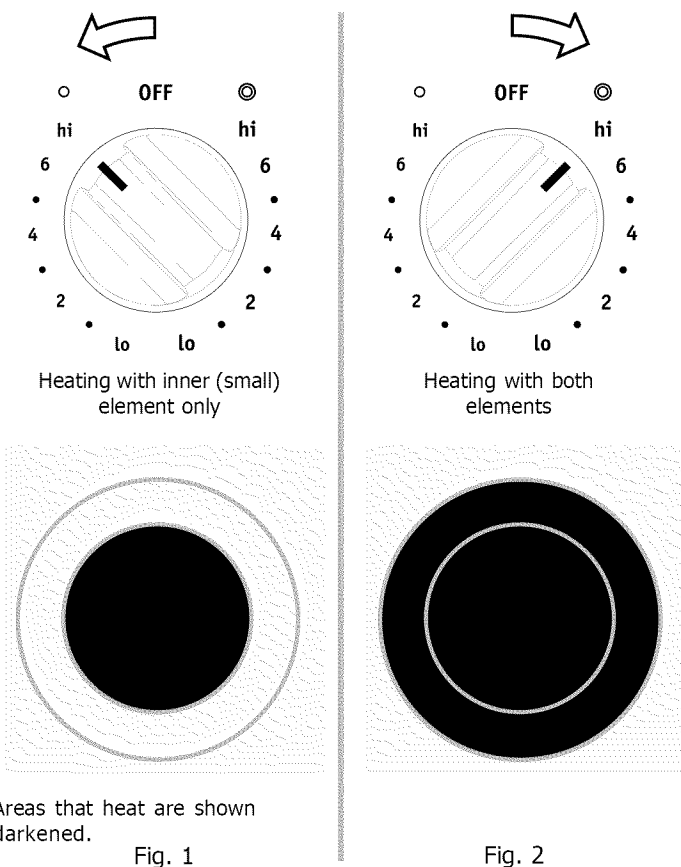 OFF
hi hi
6 6
4 4
2 2
lo lo
Heating with inner (small)
element only
Areas that heat are shown
darkened.
Fig. 1
OFF
hi hi
6 6
4 4
2 2
lo lo
Heating with both
elements
Fig. 2